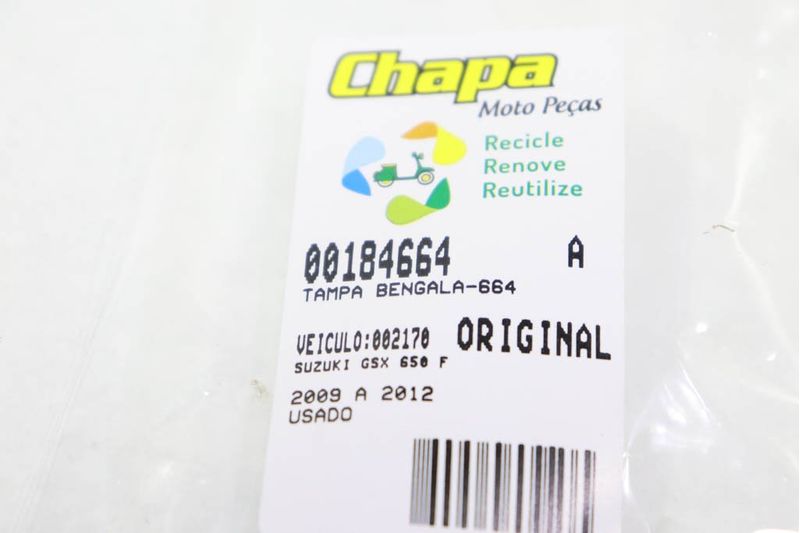 Chapa
Moto Peças
Recicle
Renove
Reutilize
00184664 A
TAMPA BENGALA-664
VEICULO:002170 ORIGINAL
SUZUKI GSX 650 F
2009 A 2012
USADO